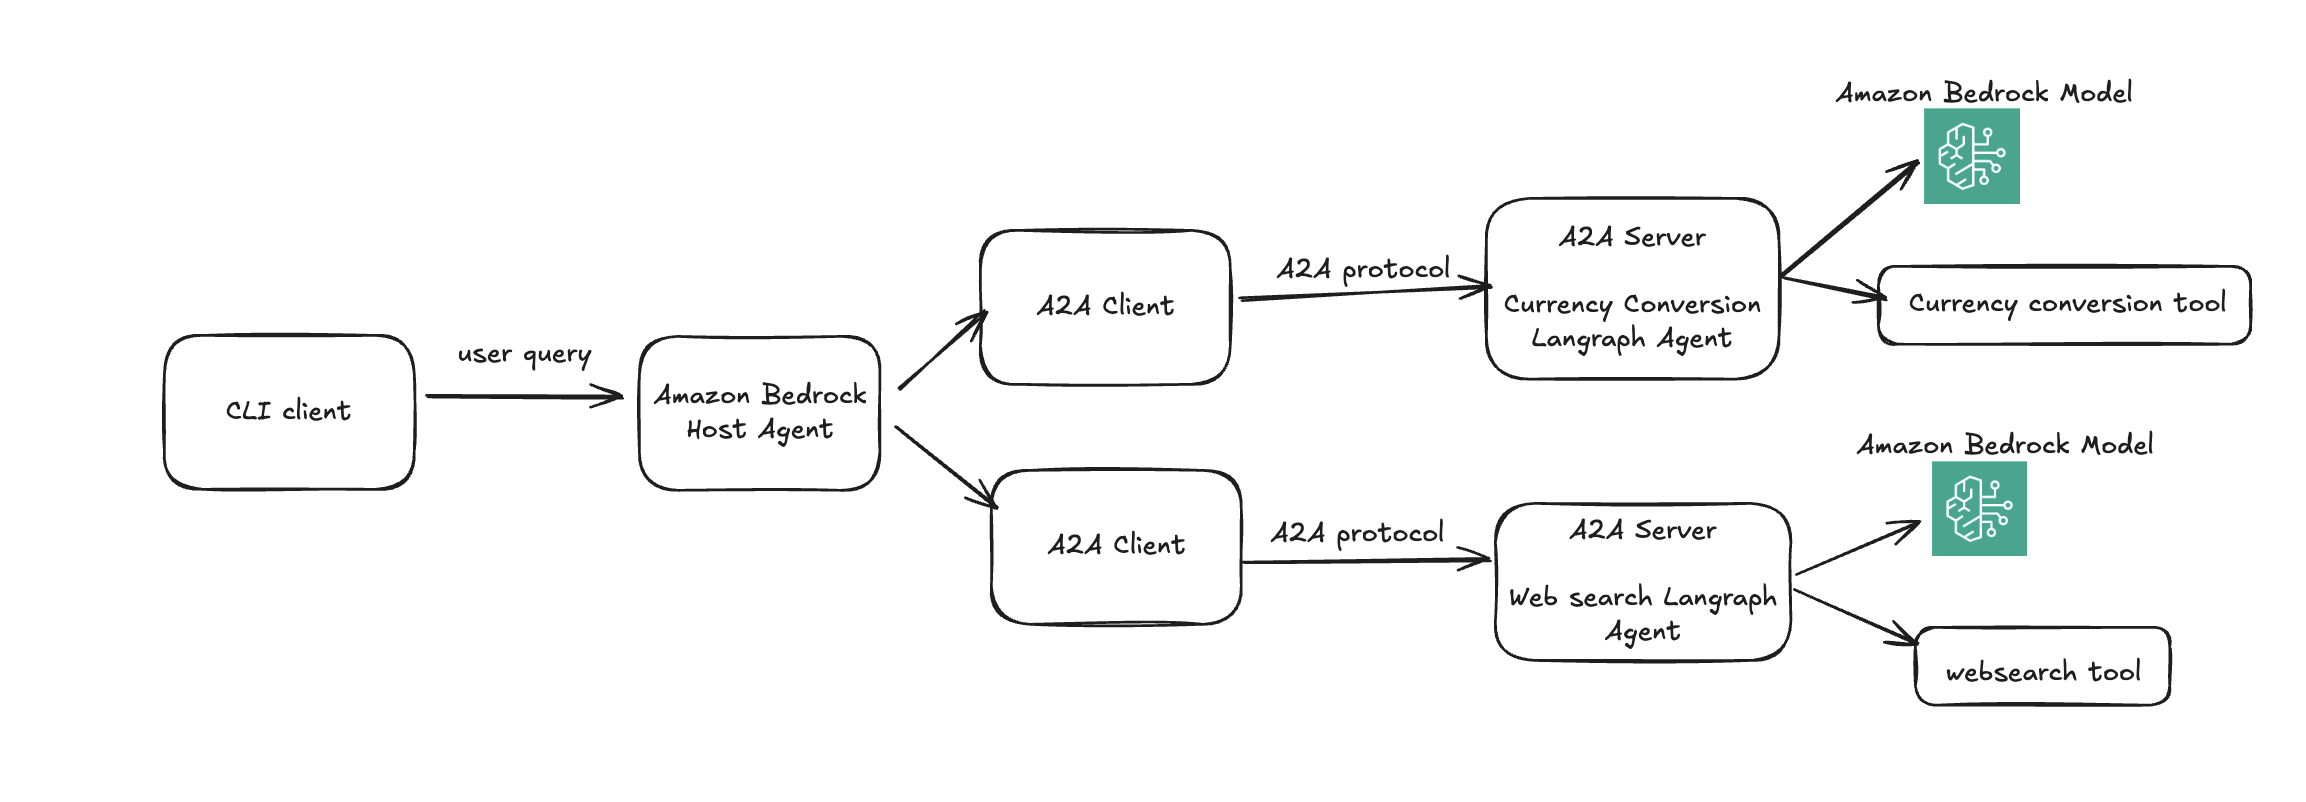 CLI client
user query
Amazon Bedrock
Host Agent
A2A Client
A2A protocol
A2A Server
Currency Conversion
Langraph Agent
Amazon Bedrock Model
Currency conversion tool
A2A Client
A2A protocol
A2A Server
Web search Langraph
Agent
Amazon Bedrock Model
websearch tool